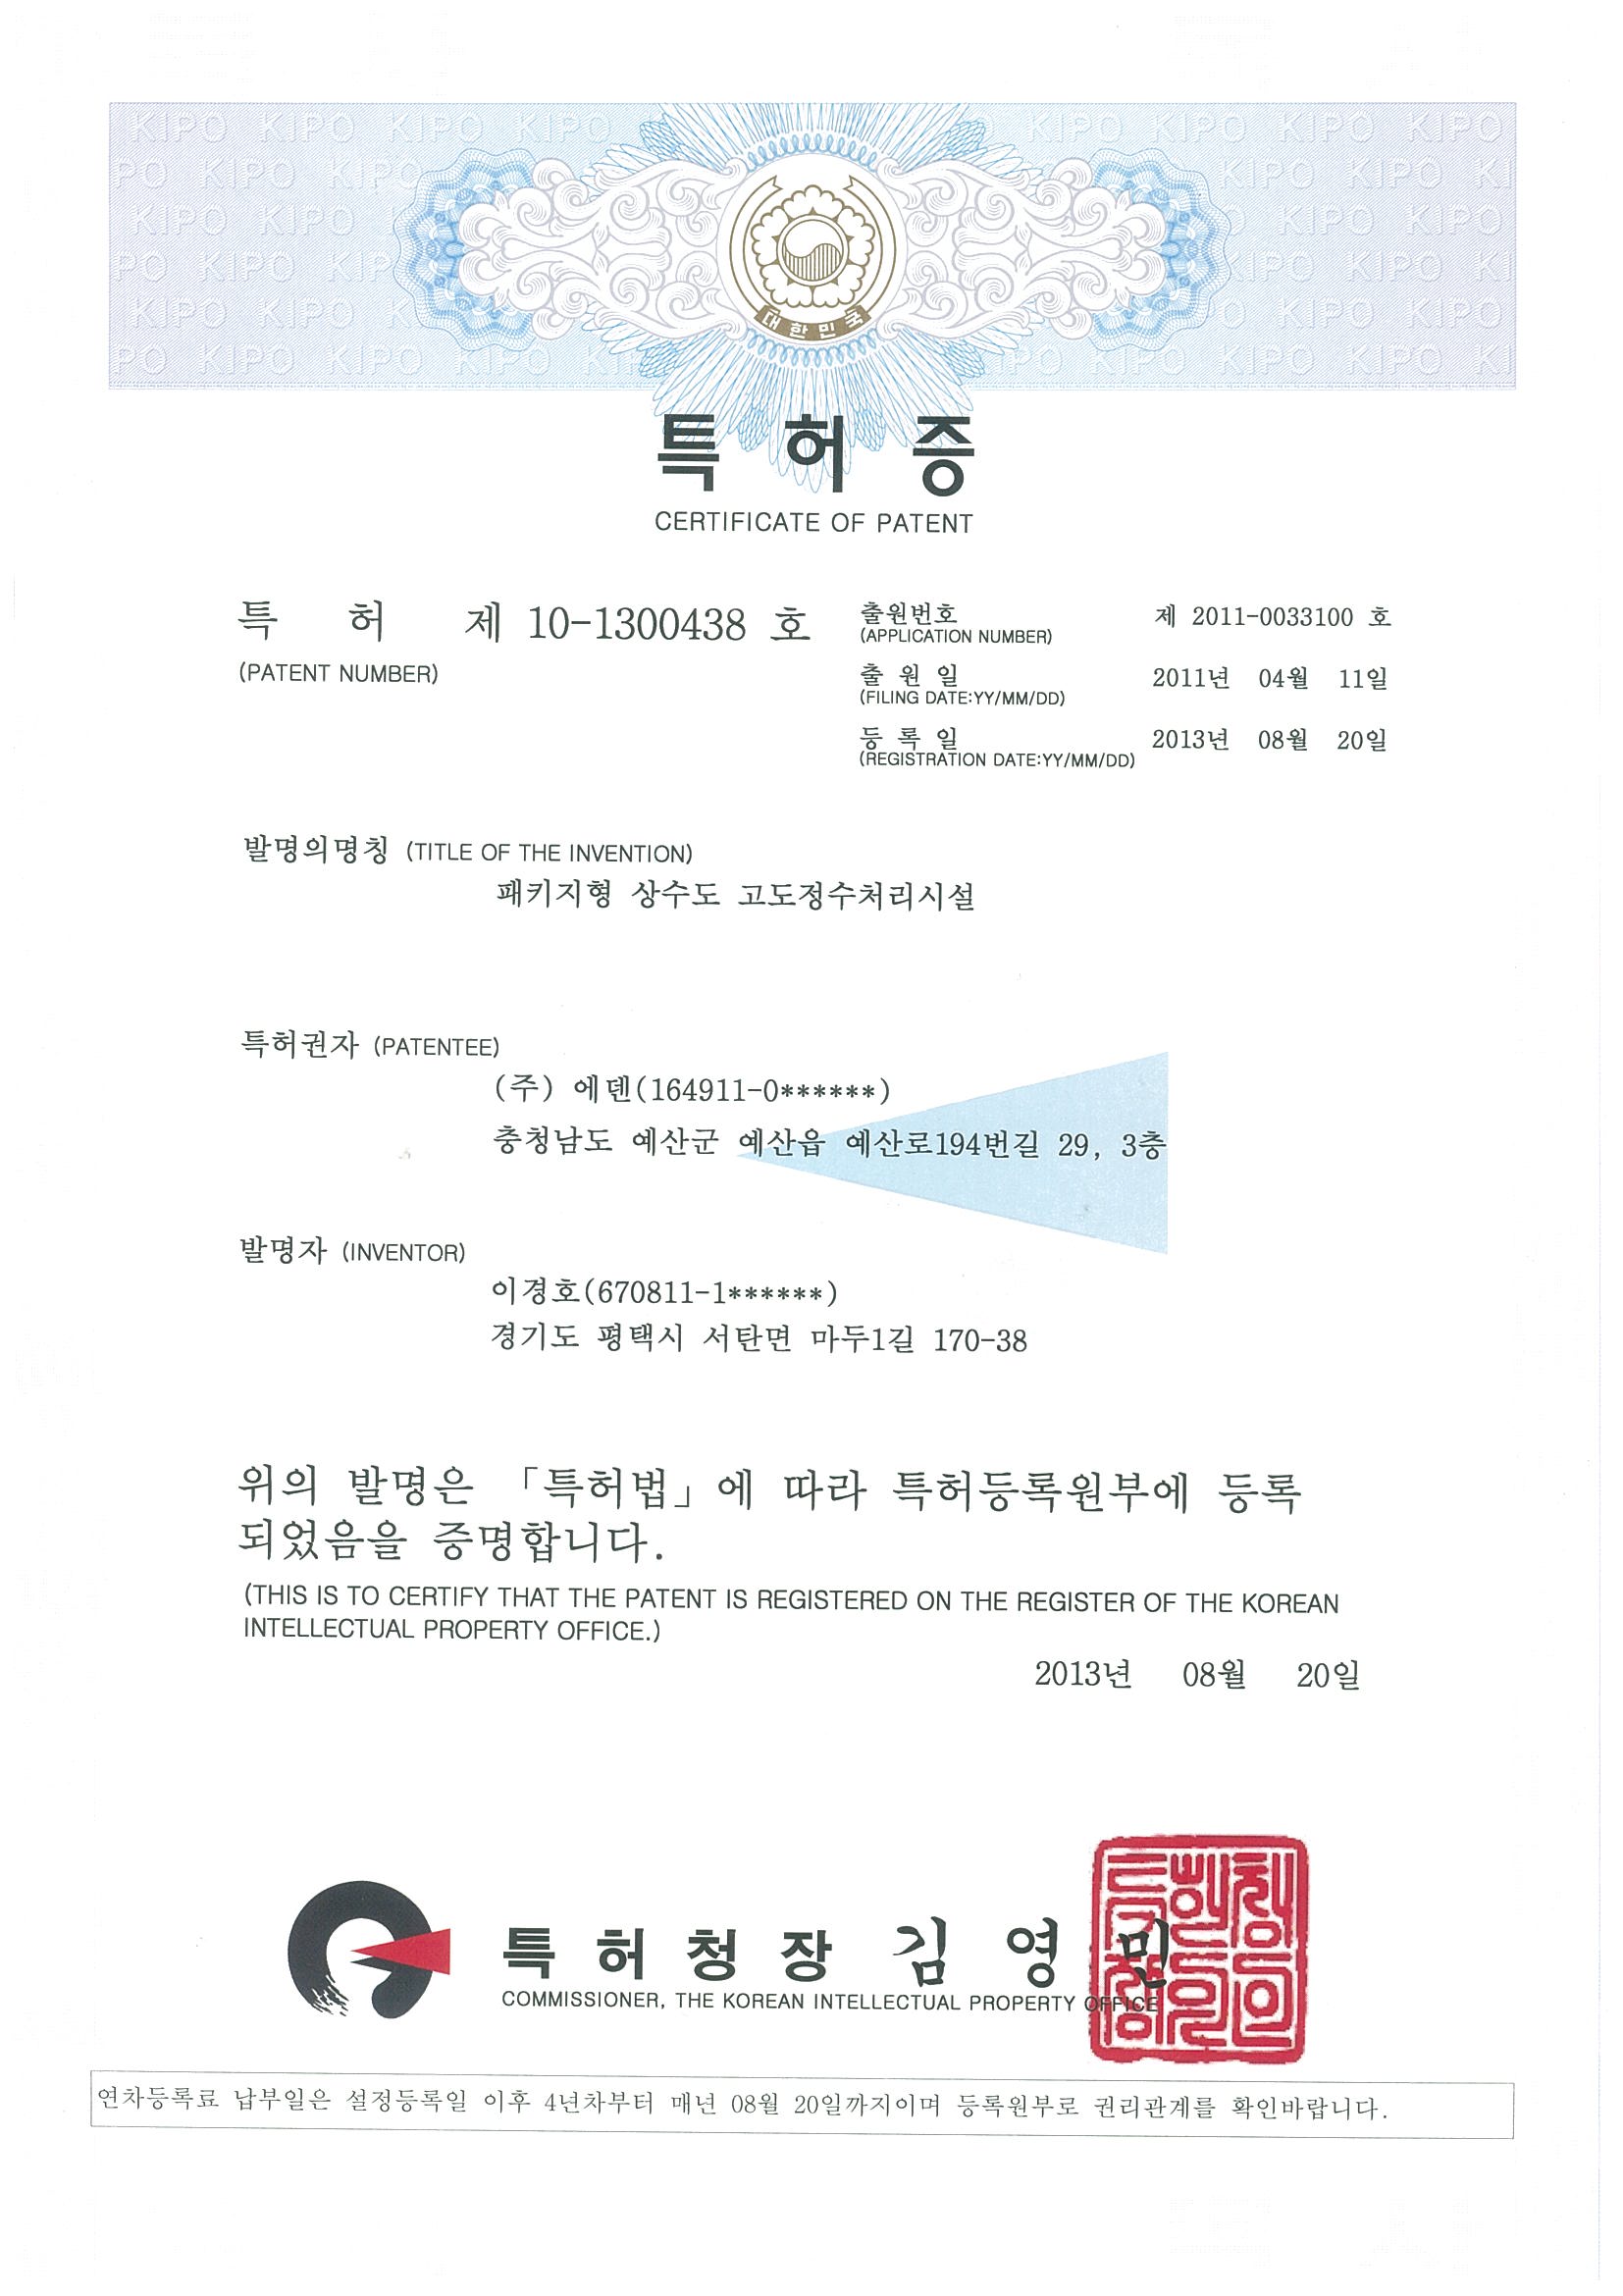 대한민국
특허증
CERTIFICATE OF PATENT
특 허 제 10-1300438 호
(PATENT NUMBER)
출원번호 제 2011-0033100 호
(APPLICATION NUMBER)
출원일 2011년 04월 11일
(FILING DATE:YY/MM/DD)
등록일 2013년 08월 20일
(REGISTRATION DATE:YY/MM/DD)
발명의명칭 (TITLE OF THE INVENTION)
패키지형 상수도 고도정수처리시설
특허권자 (PATENTEE)
(주) 에덴(164911-0******)
충청남도 예산군 예산읍 예산로194번길 29, 3층
발명자 (INVENTOR)
이경호(670811-1******)
경기도 평택시 서탄면 마두1길 170-38
위의 발명은 「특허법」에 따라 특허등록원부에 등록
되었음을 증명합니다.
(THIS IS TO CERTIFY THAT THE PATENT IS REGISTERED ON THE REGISTER OF THE KOREAN
INTELLECTUAL PROPERTY OFFICE.)
2013년 08월 20일
특허청장 김영민
COMMISSIONER, THE KOREAN INTELLECTUAL PROPERTY OFFICE
연차등록료 납부일은 설정등록일 이후 4년차부터 매년 08월 20일까지이며 등록원부로 권리관계를 확인바랍니다.